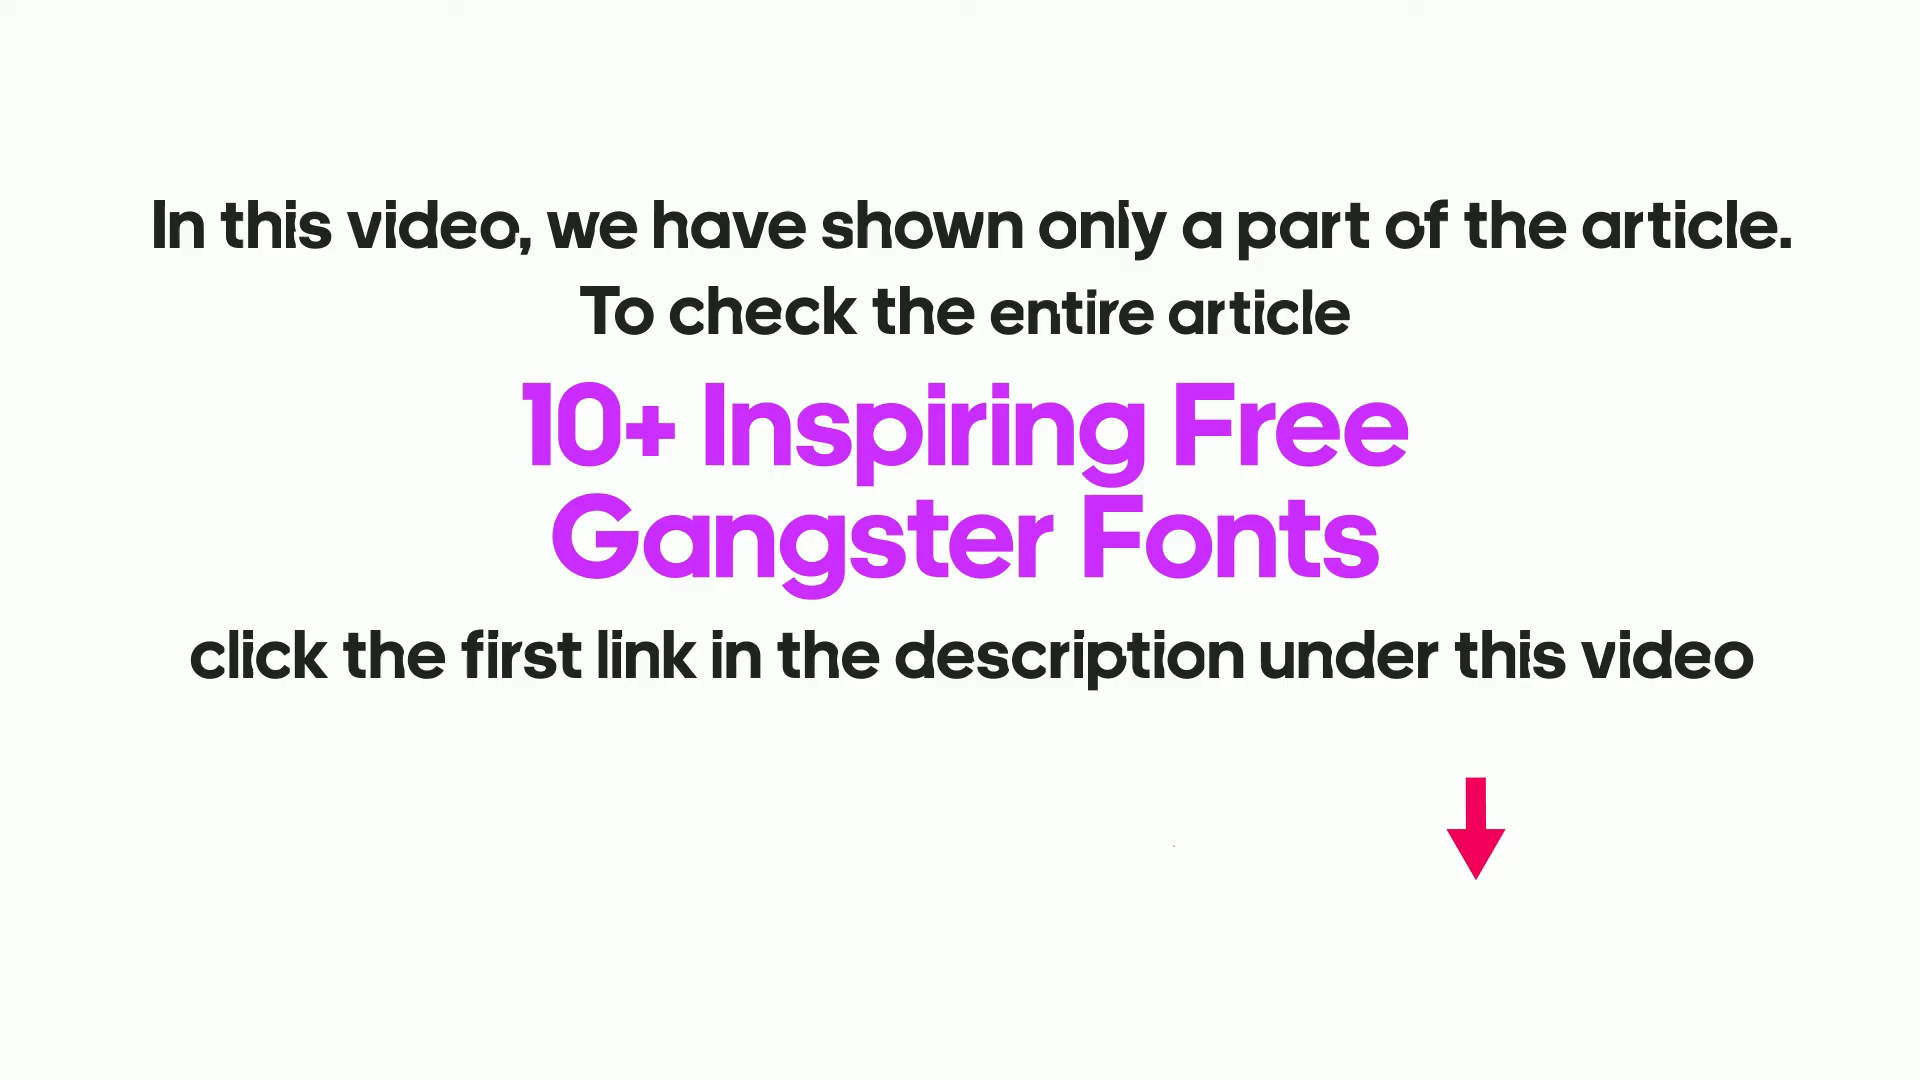 In this video, we have shown only a part of the article.
To check the entire article
10+ Inspiring Free
Gangster Fonts
click the first link in the description under this video